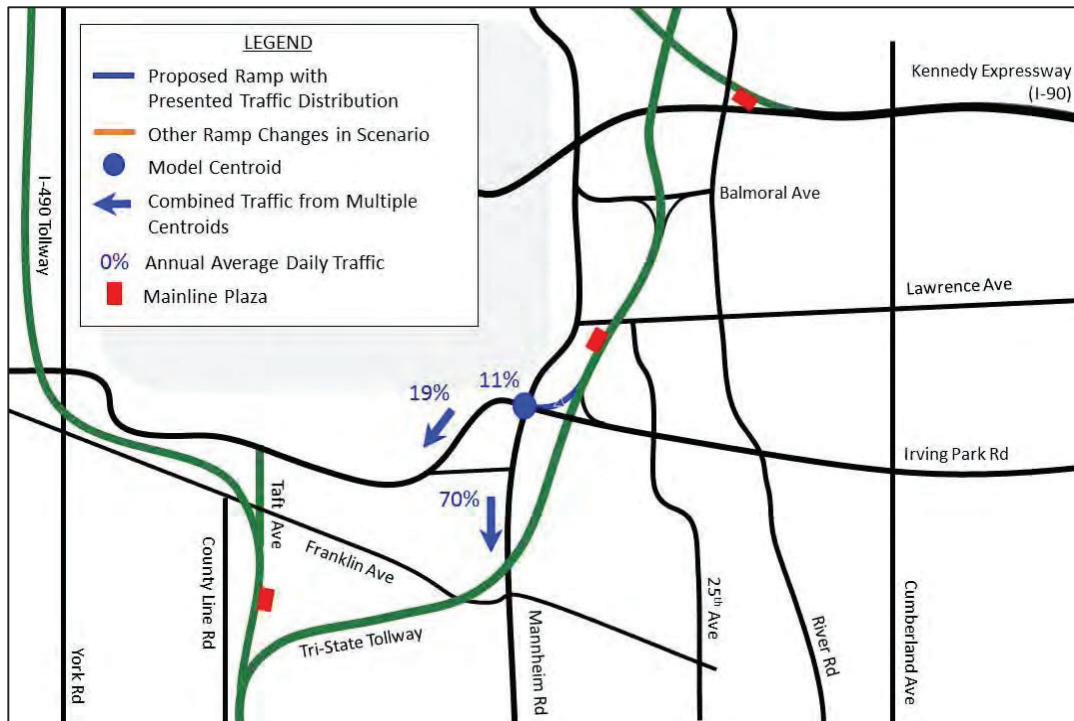 LEGEND
Proposed Ramp with
Presented Traffic Distribution
Other Ramp Changes in Scenario
Model Centroid
Combined Traffic from Multiple
Centroids
0% Annual Average Daily Traffic
Mainline Plaza
Kennedy Expressway
(I-90)
I-490 Tollway
Balmoral Ave
Lawrence Ave
19%
11%
Irving Park Rd
70%
Taft Ave
County Line Rd
Franklin Ave
Tri-State Tollway
York Rd
Mannheim Rd
25th Ave
River Rd
Cumberland Ave